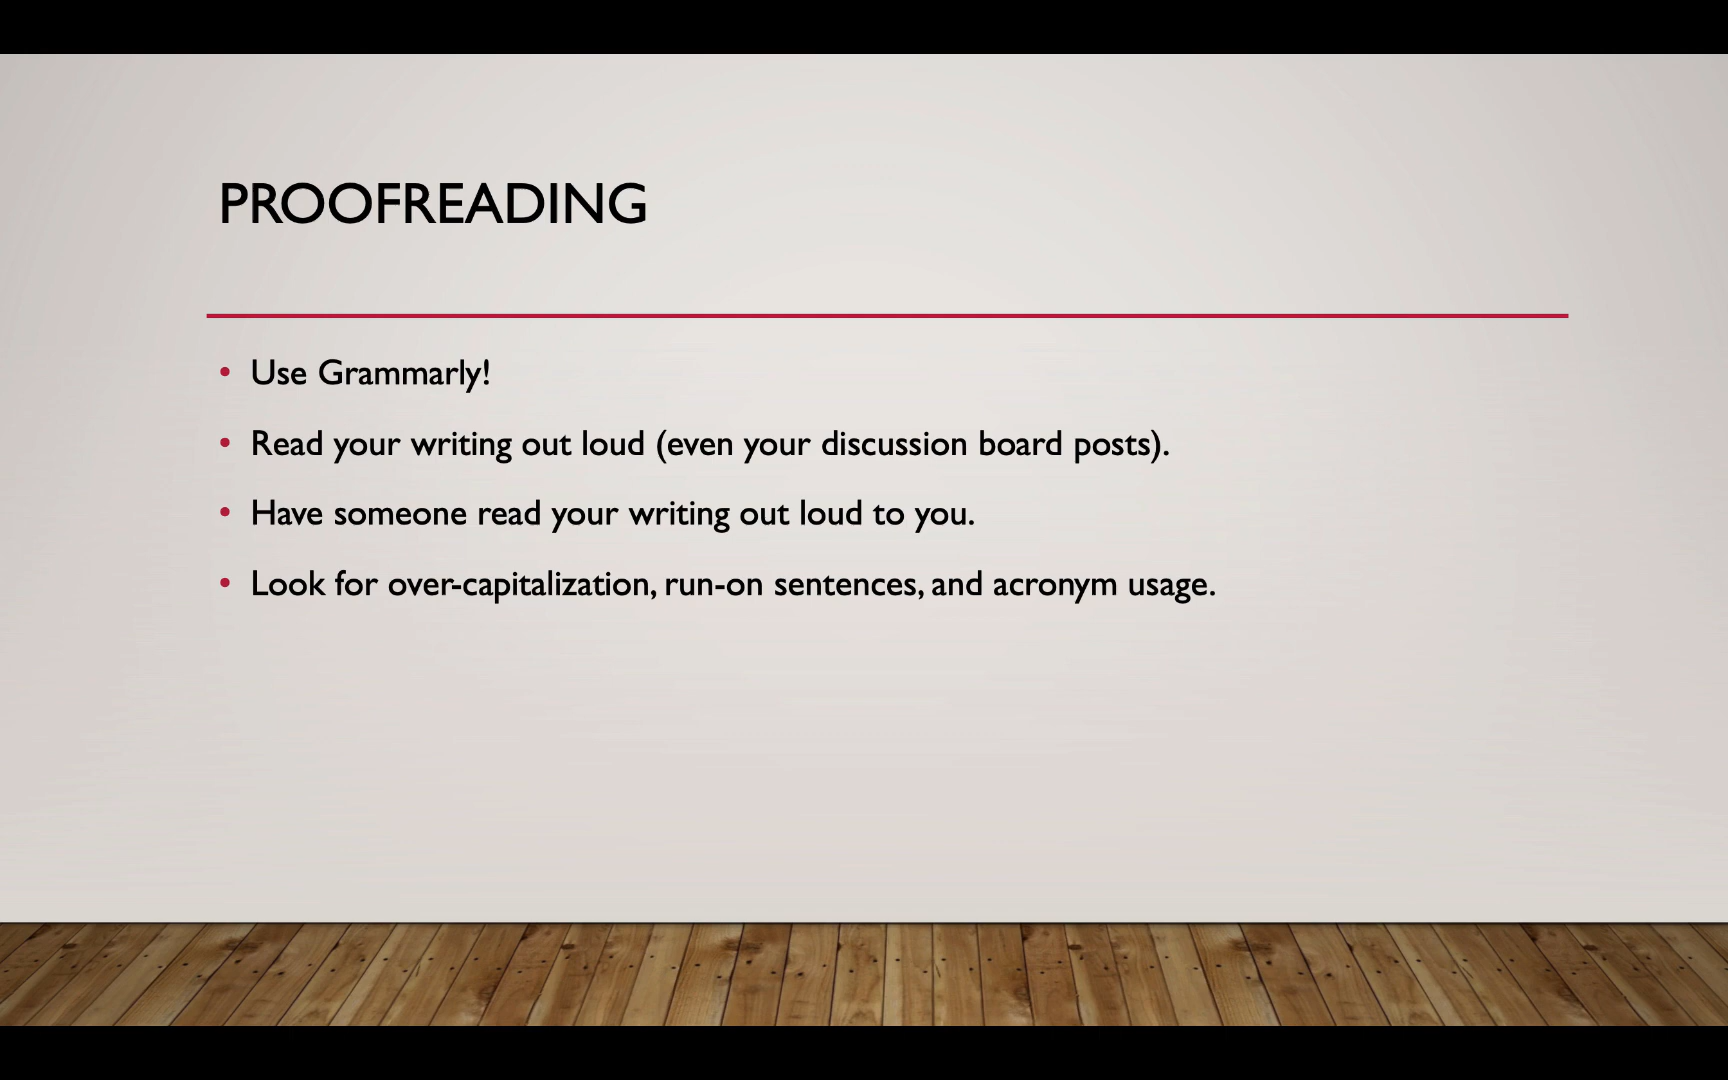 PROOFREADING
• Use Grammarly!
• Read your writing out loud (even your discussion board posts).
• Have someone read your writing out loud to you.
• Look for over-capitalization, run-on sentences, and acronym usage.